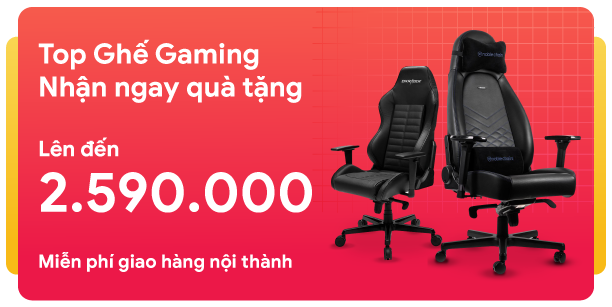 Top Ghế Gaming
Nhận ngay quà tặng
Lên đến
2.590.000
Miễn phí giao hàng nội thành